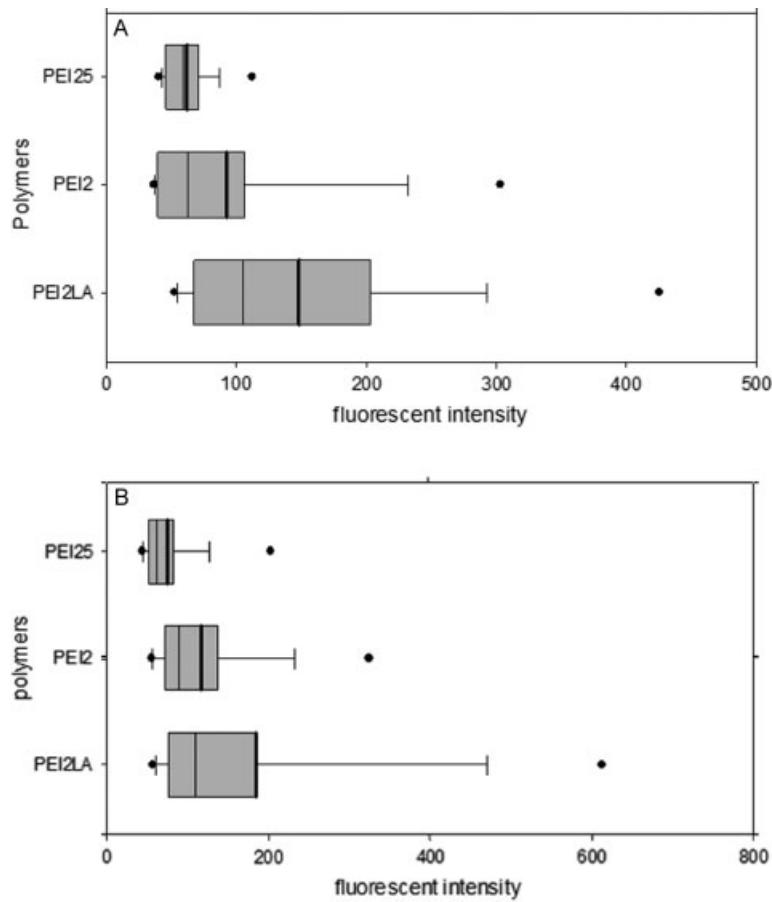 A
PEI25
PEI2
PEI2LA
Polymers
0 100 200 300 400 500
fluorescent intensity
B
PEI25
PEI2
PEI2LA
polymers
0 200 400 600 800
fluorescent intensity